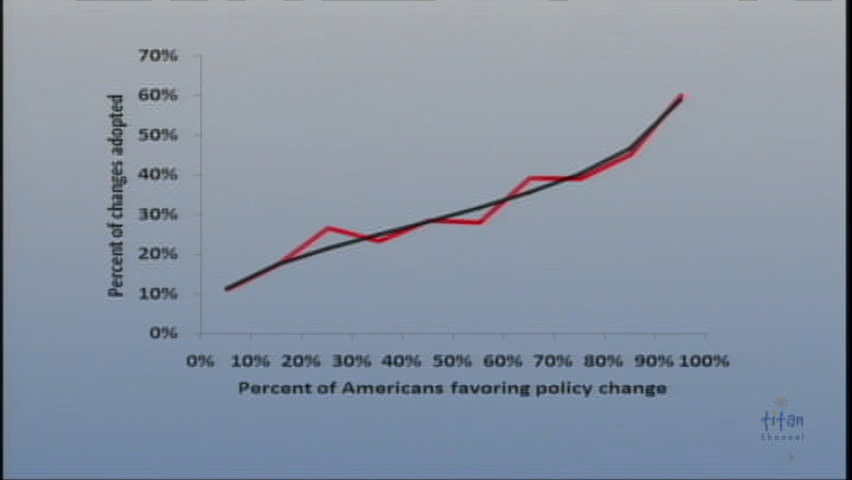 70%
60%
50%
40%
30%
20%
10%
0%
Percent of changes adopted
0% 10% 20% 30% 40% 50% 60% 70% 80% 90% 100%
Percent of Americans favoring policy change
titan
channel